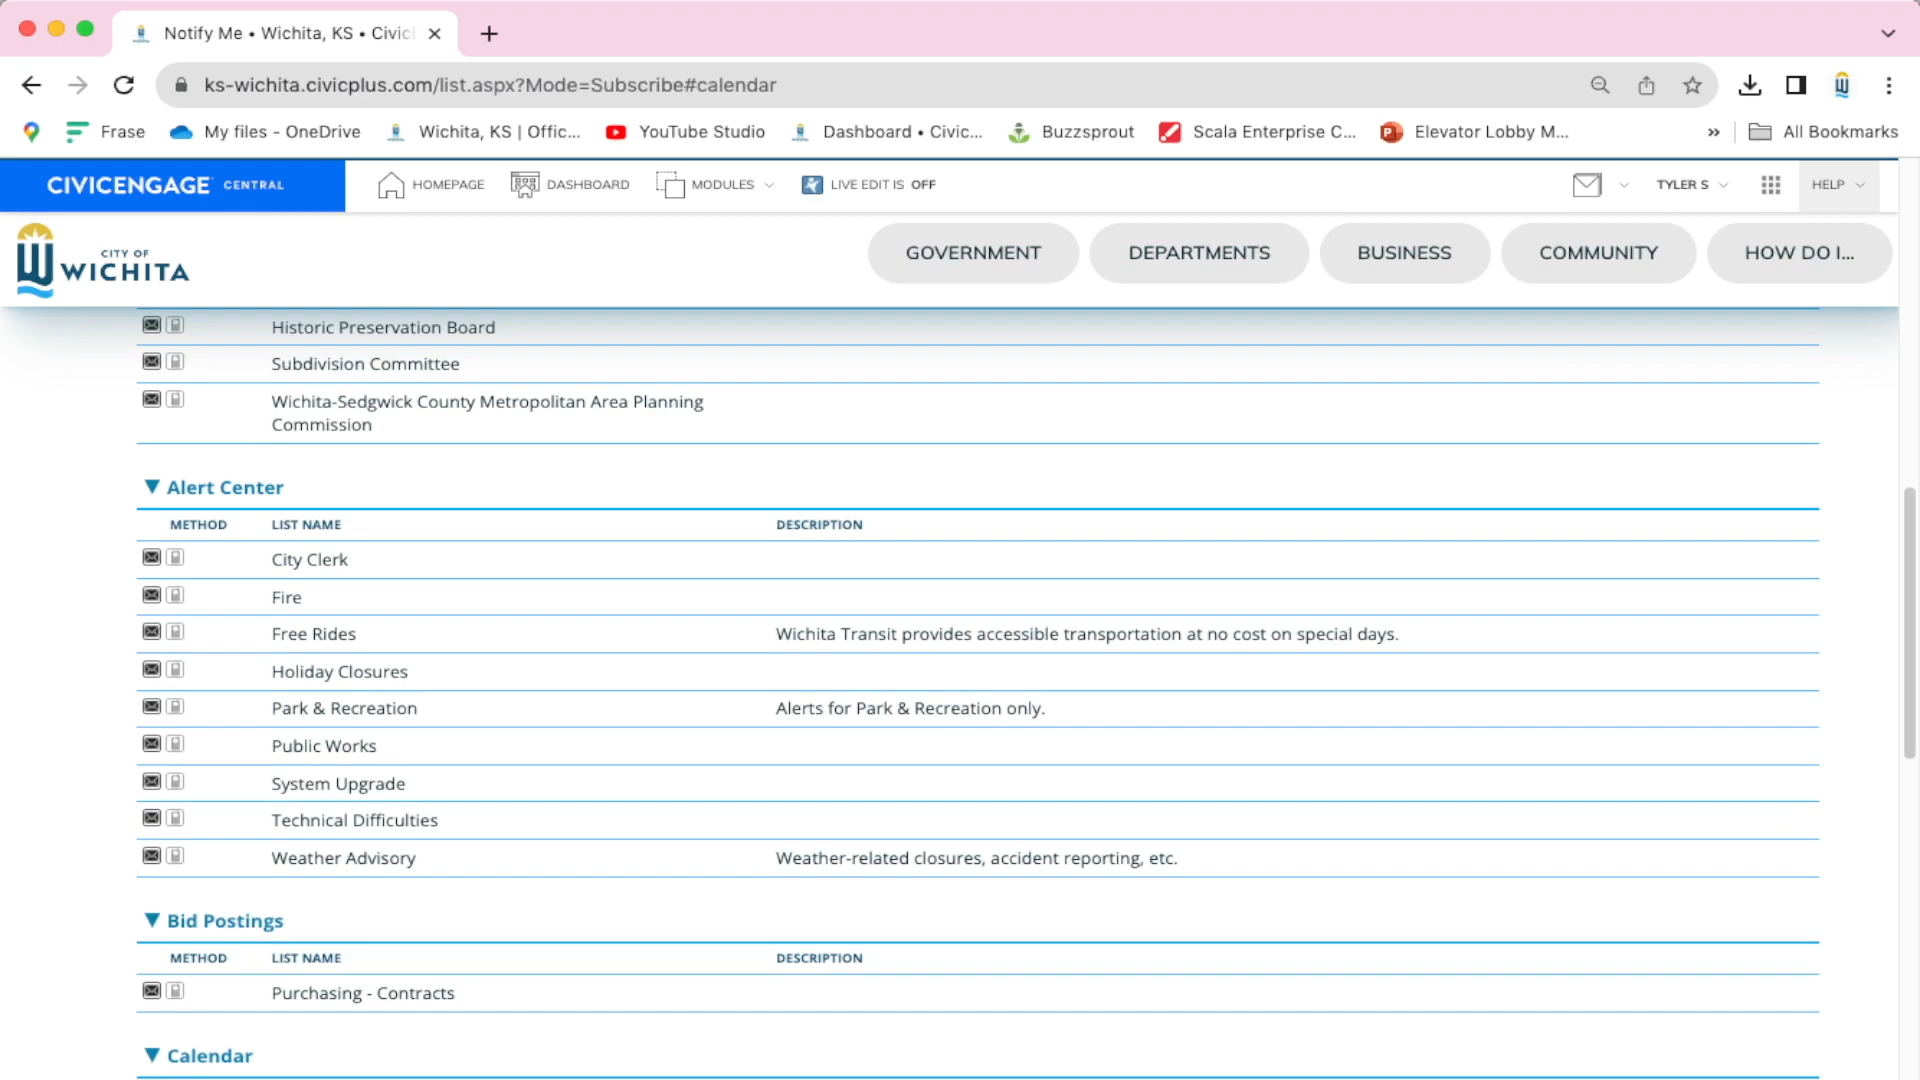 Notify Me • Wichita, KS • Civic
ks-wichita.civicplus.com/list.aspx?Mode=Subscribe#calendar
Frase
My files - OneDrive
Wichita, KS | Offic...
YouTube Studio
Dashboard • Civic...
Buzzsprout
Scala Enterprise C...
Elevator Lobby M...
»
All Bookmarks
CIVICENGAGE CENTRAL
HOMEPAGE
DASHBOARD
MODULES
LIVE EDIT IS OFF
TYLER S
HELP
CITY OF
WICHITA
GOVERNMENT
DEPARTMENTS
BUSINESS
COMMUNITY
HOW DO I...
Historic Preservation Board
Subdivision Committee
Wichita-Sedgwick County Metropolitan Area Planning
Commission
▼ Alert Center
METHOD LIST NAME DESCRIPTION
City Clerk
Fire
Free Rides Wichita Transit provides accessible transportation at no cost on special days.
Holiday Closures
Park & Recreation Alerts for Park & Recreation only.
Public Works
System Upgrade
Technical Difficulties
Weather Advisory Weather-related closures, accident reporting, etc.
▼ Bid Postings
METHOD LIST NAME DESCRIPTION
Purchasing - Contracts
▼ Calendar